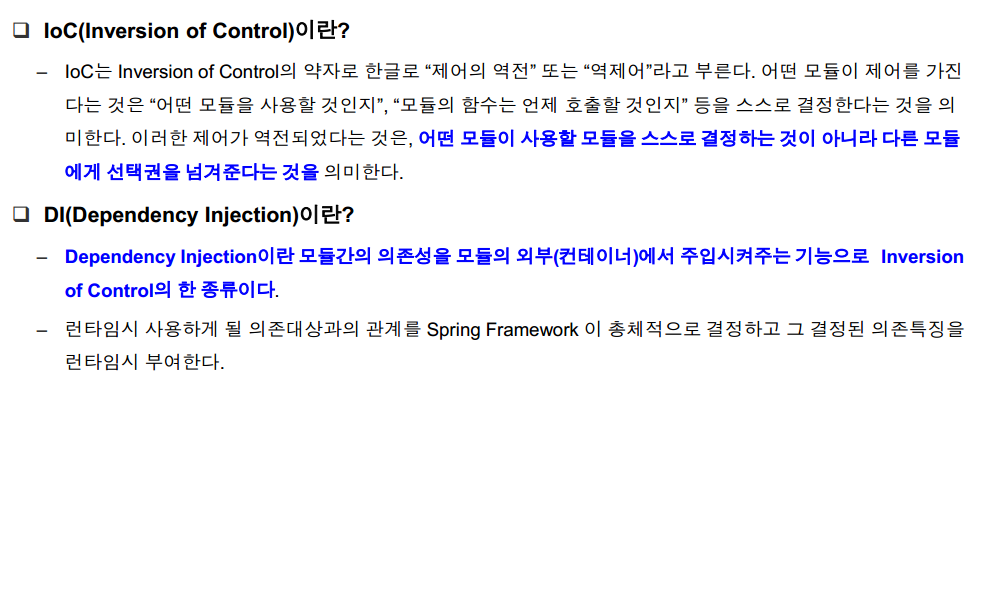 ❑ IoC(Inversion of Control)이란?
– IoC는 Inversion of Control의 약자로 한글로 “제어의 역전” 또는 “역제어”라고 부른다. 어떤 모듈이 제어를 가진
다는 것은 “어떤 모듈을 사용할 것인지”, “모듈의 함수는 언제 호출할 것인지” 등을 스스로 결정한다는 것을 의
미한다. 이러한 제어가 역전되었다는 것은, 어떤 모듈이 사용할 모듈을 스스로 결정하는 것이 아니라 다른 모듈
에게 선택권을 넘겨준다는 것을 의미한다.
❑ DI(Dependency Injection)이란?
– Dependency Injection이란 모듈간의 의존성을 모듈의 외부(컨테이너)에서 주입시켜주는 기능으로 Inversion
of Control의 한 종류이다.
– 런타임시 사용하게 될 의존대상과의 관계를 Spring Framework 이 총체적으로 결정하고 그 결정된 의존특징을
런타임시 부여한다.